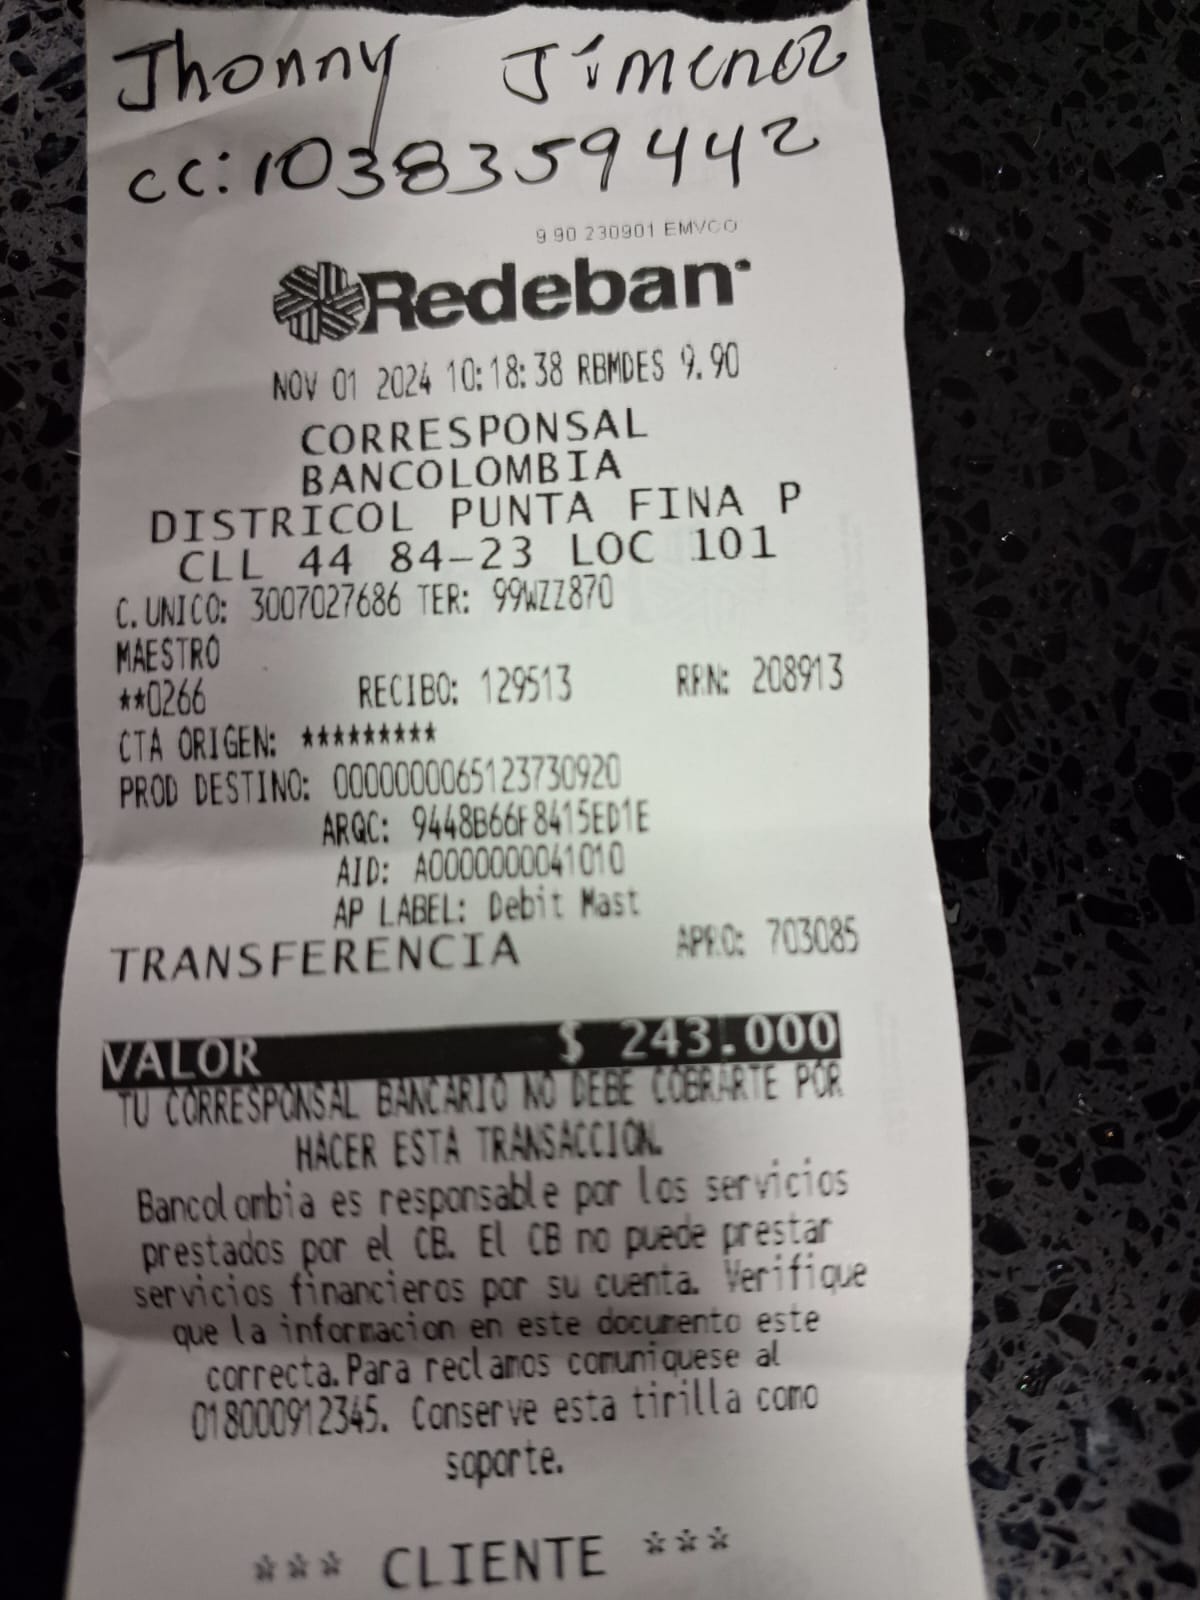 Jhonny Jimenez
cc: 1038359442
9.90 230901 EMVCO
Redeban
NOV 01 2024 10:18:38 RBMDES 9.90
CORRESPONSAL
BANCOLOMBIA
DISTRICOL PUNTA FINA P
CLL 44 84-23 LOC 101
C. UNICO: 3007027686 TER: 99WZZ870
MAESTRO
**0266 RECIBO: 129513 RRN: 208913
CTA ORIGEN: *********
PROD DESTINO: 00000000065123730920
ARQC: 9448B66F8415ED1E
AID: A0000000041010
AP LABEL: Debit Mast
TRANSFERENCIA APRO: 703085
VALOR $ 243.000
TU CORRESPONSAL BANCARIO NO DEBE COBRARTE POR
HACER ESTA TRANSACCION.
Bancolombia es responsable por los servicios
prestados por el CB. El CB no puede prestar
servicios financieros por su cuenta. Verifique
que la informacion en este documento este
correcta. Para reclamos comuniquese al
018000912345. Conserve esta tirilla como
soporte.
*** CLIENTE ***